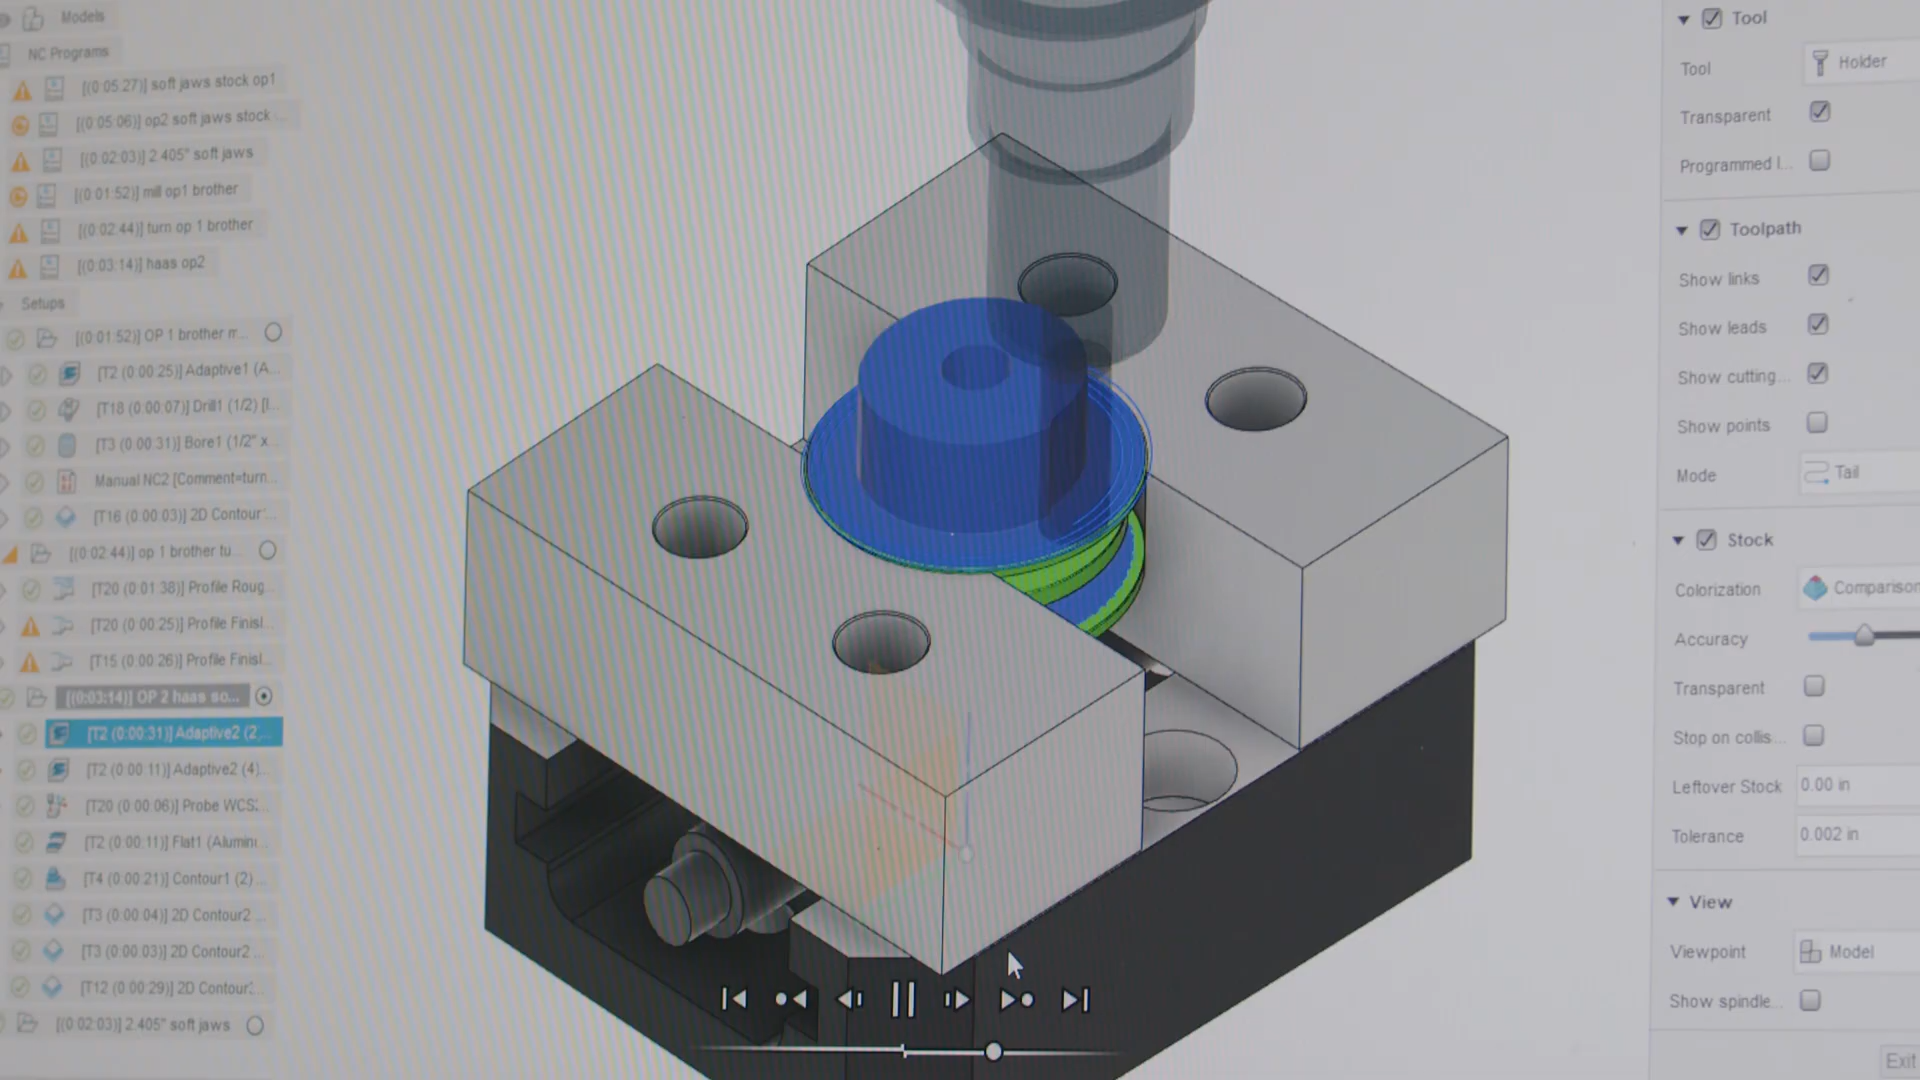 Models
NC Programs
[(0:05:27)] soft jaws stock op1
[(0:05:06)] op2 soft jaws stock ...
[(0:02:03)] 2.405" soft jaws
[(0:01:52)] mill op1 brother
[(0:02:44)] turn op 1 brother
[(0:03:14)] haas op2
Setups
[(0:01:52)] OP 1 brother m...
[T2 (0:00:25)] Adaptive1 (A...
[T18 (0:00:07)] Drill1 (1/2) [I...
[T3 (0:00:31)] Bore1 (1/2" x...
Manual NC2 [Comment=turn...
[T16 (0:00:03)] 2D Contour...
[(0:02:44)] op 1 brother tu...
[T20 (0:01:38)] Profile Roug...
[T20 (0:00:25)] Profile Finisl...
[T15 (0:00:26)] Profile Finisl...
[(0:03:14)] OP 2 haas so...
[T2 (0:00:31)] Adaptive2 (2)...
[T2 (0:00:11)] Adaptive2 (4)...
[T20 (0:00:06)] Probe WCS...
[T2 (0:00:11)] Flat1 (Alumin...
[T4 (0:00:21)] Contour1 (2) ...
[T3 (0:00:04)] 2D Contour2 ...
[T3 (0:00:03)] 2D Contour2 ...
[T12 (0:00:29)] 2D Contour...
[(0:02:03)] 2.405" soft jaws
Tool
Tool Holder
Transparent
Programmed l...
Toolpath
Show links
Show leads
Show cutting...
Show points
Mode Tail
Stock
Colorization Comparison
Accuracy
Transparent
Stop on collis...
Leftover Stock 0.00 in
Tolerance 0.002 in
View
Viewpoint Model
Show spindle...
Exit